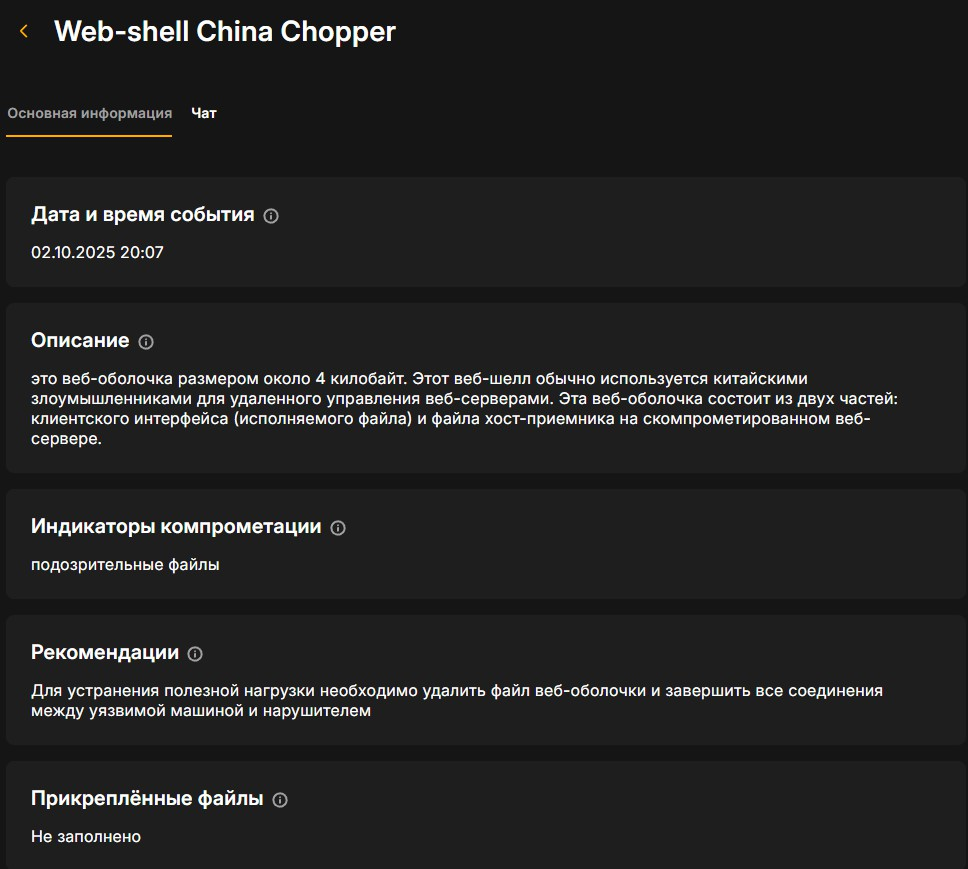 Web-shell China Chopper
Основная информация Чат
Дата и время события
02.10.2025 20:07
Описание
это веб-оболочка размером около 4 килобайт. Этот веб-шелл обычно используется китайскими
злоумышленниками для удаленного управления веб-серверами. Эта веб-оболочка состоит из двух частей:
клиентского интерфейса (исполняемого файла) и файла хост-приемника на скомпрометированном веб-
сервере.
Индикаторы компрометации
подозрительные файлы
Рекомендации
Для устранения полезной нагрузки необходимо удалить файл веб-оболочки и завершить все соединения
между уязвимой машиной и нарушителем
Прикреплённые файлы
Не заполнено